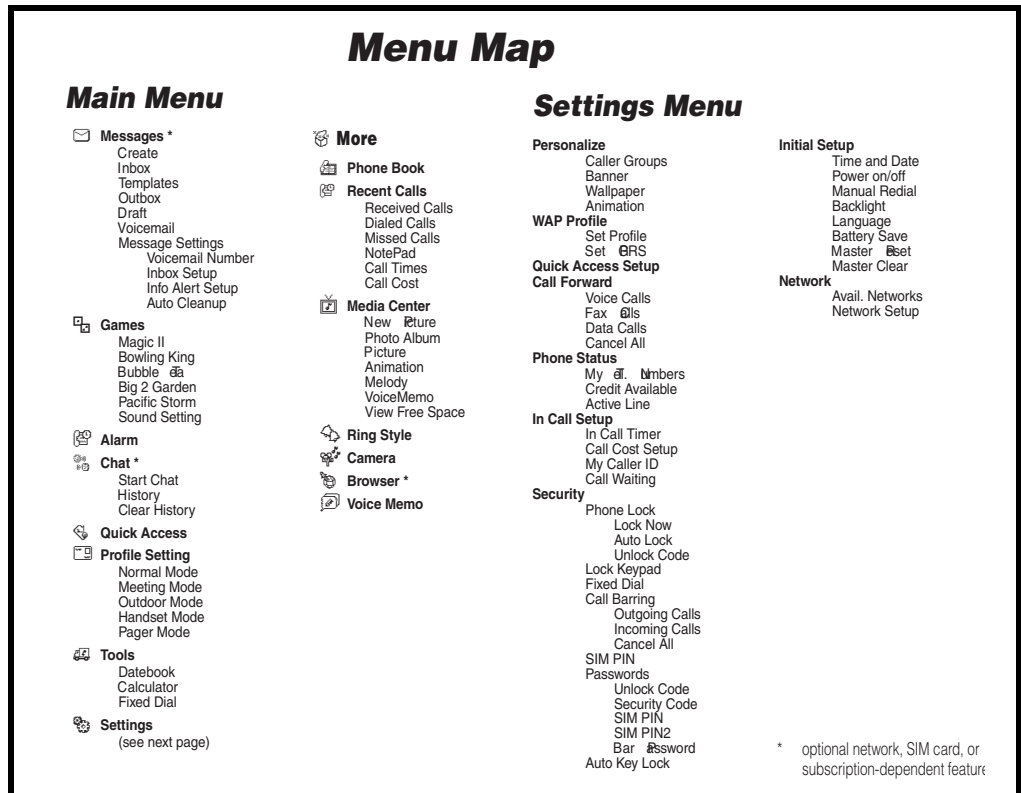 Menu Map
Main Menu
Messages *
Create
Inbox
Templates
Outbox
Draft
Voicemail
Message Settings
Voicemail Number
Inbox Setup
Info Alert Setup
Auto Cleanup
Games
Magic II
Bowling King
Bubble
Big 2 Garden
Pacific Storm
Sound Setting
Alarm
Chat *
Start Chat
History
Clear History
Quick Access
Profile Setting
Normal Mode
Meeting Mode
Outdoor Mode
Handset Mode
Pager Mode
Tools
Datebook
Calculator
Fixed Dial
Settings
(see next page)
More
Phone Book
Recent Calls
Received Calls
Dialed Calls
Missed Calls
NotePad
Call Times
Call Cost
Media Center
New
Photo Album
Picture
Animation
Melody
VoiceMemo
View Free Space
Ring Style
Camera
Browser *
Voice Memo
Settings Menu
Personalize
Caller Groups
Banner
Wallpaper
Animation
WAP Profile
Set Profile
Set
Quick Access Setup
Call Forward
Voice Calls
Fax
Data Calls
Cancel All
Phone Status
My
Credit Available
Active Line
In Call Setup
In Call Timer
Call Cost Setup
My Caller ID
Call Waiting
Security
Phone Lock
Lock Now
Auto Lock
Unlock Code
Lock Keypad
Fixed Dial
Call Barring
Outgoing Calls
Incoming Calls
Cancel All
SIM PIN
Passwords
Unlock Code
Security Code
SIM PIN
SIM PIN2
Bar
Auto Key Lock
Initial Setup
Time and Date
Power on/off
Manual Redial
Backlight
Language
Battery Save
Master
Master Clear
Network
Avail. Networks
Network Setup
* optional network, SIM card, or
subscription-dependent feature